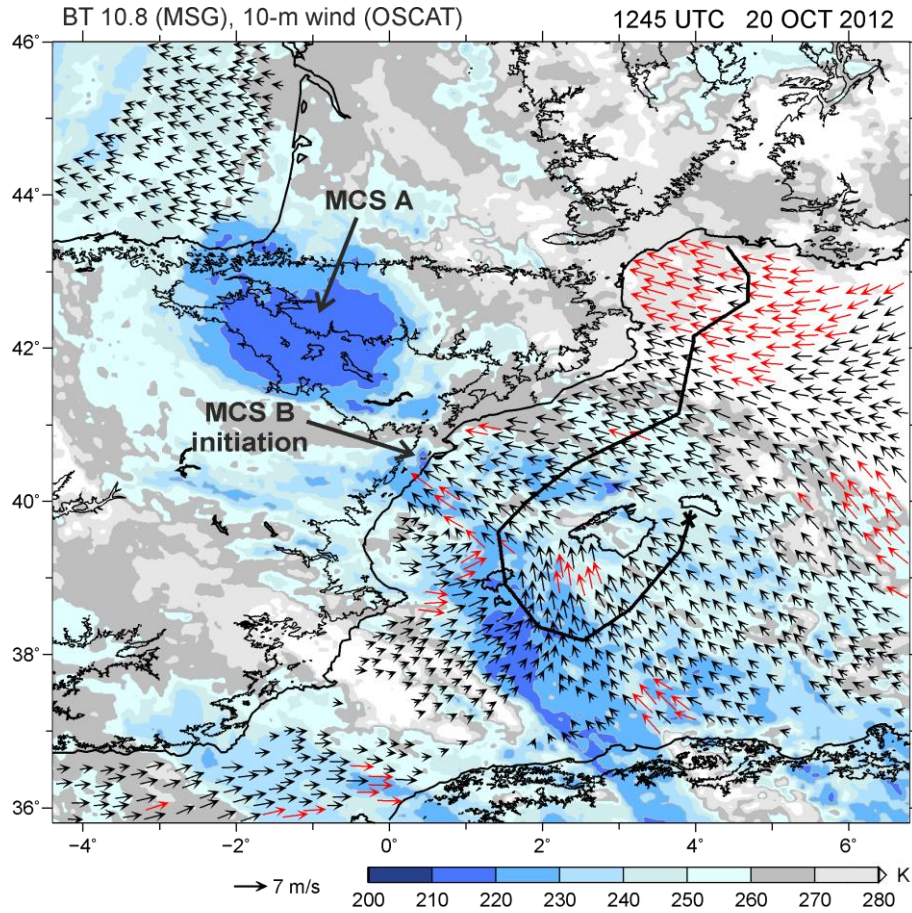 BT 10.8 (MSG), 10-m wind (OSCAT) 1245 UTC 20 OCT 2012
46°
44°
42°
40°
38°
36°
MCS A
MCS B
initiation
−4° −2° 0° 2° 4° 6°
7 m/s
K
200 210 220 230 240 250 260 270 280